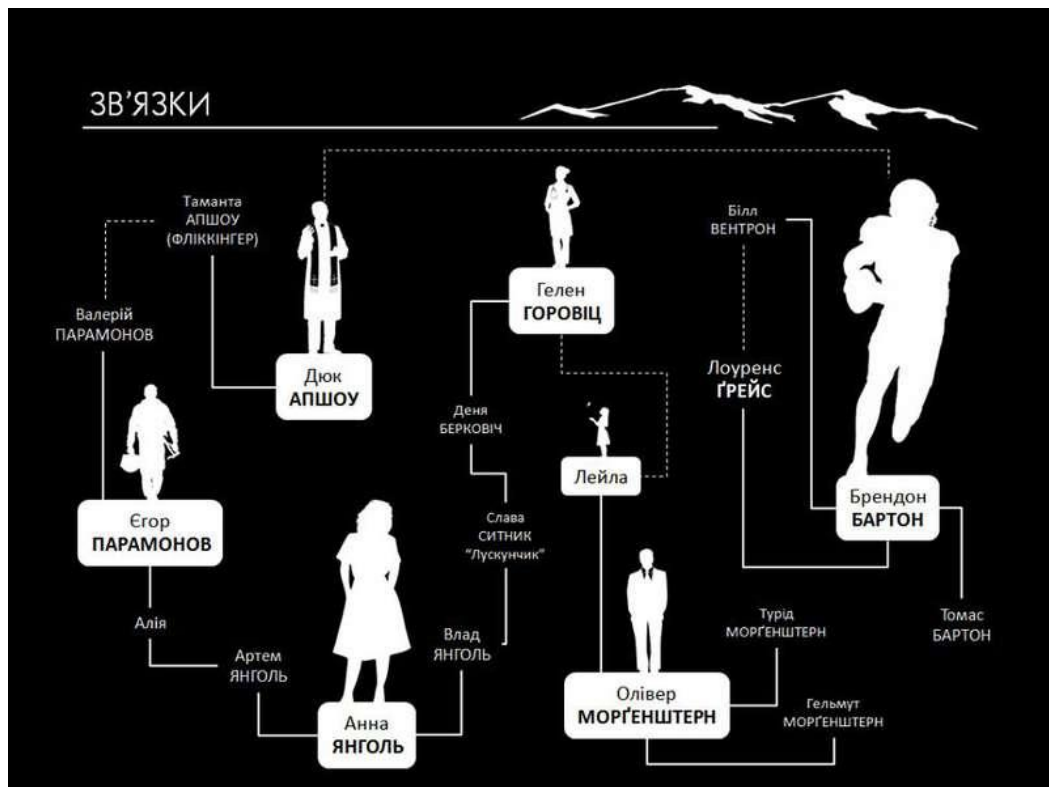 ЗВ’ЯЗКИ
Таманта
АПШОУ
(ФЛІККІНГЕР)
Білл
ВЕНТРОН
Гелен
ГОРОВІЦ
Валерій
ПАРАМОНОВ
Дюк
АПШОУ
Лоуренс
ҐРЕЙС
Деня
БЕРКОВІЧ
Лейла
Брендон
БАРТОН
Єгор
ПАРАМОНОВ
Слава
СИТНИК
“Лускунчик”
Алія
Артем
ЯНГОЛЬ
Влад
ЯНГОЛЬ
Турід
МОРҐЕНШТЕРН
Томас
БАРТОН
Анна
ЯНГОЛЬ
Олівер
МОРҐЕНШТЕРН
Гельмут
МОРҐЕНШТЕРН